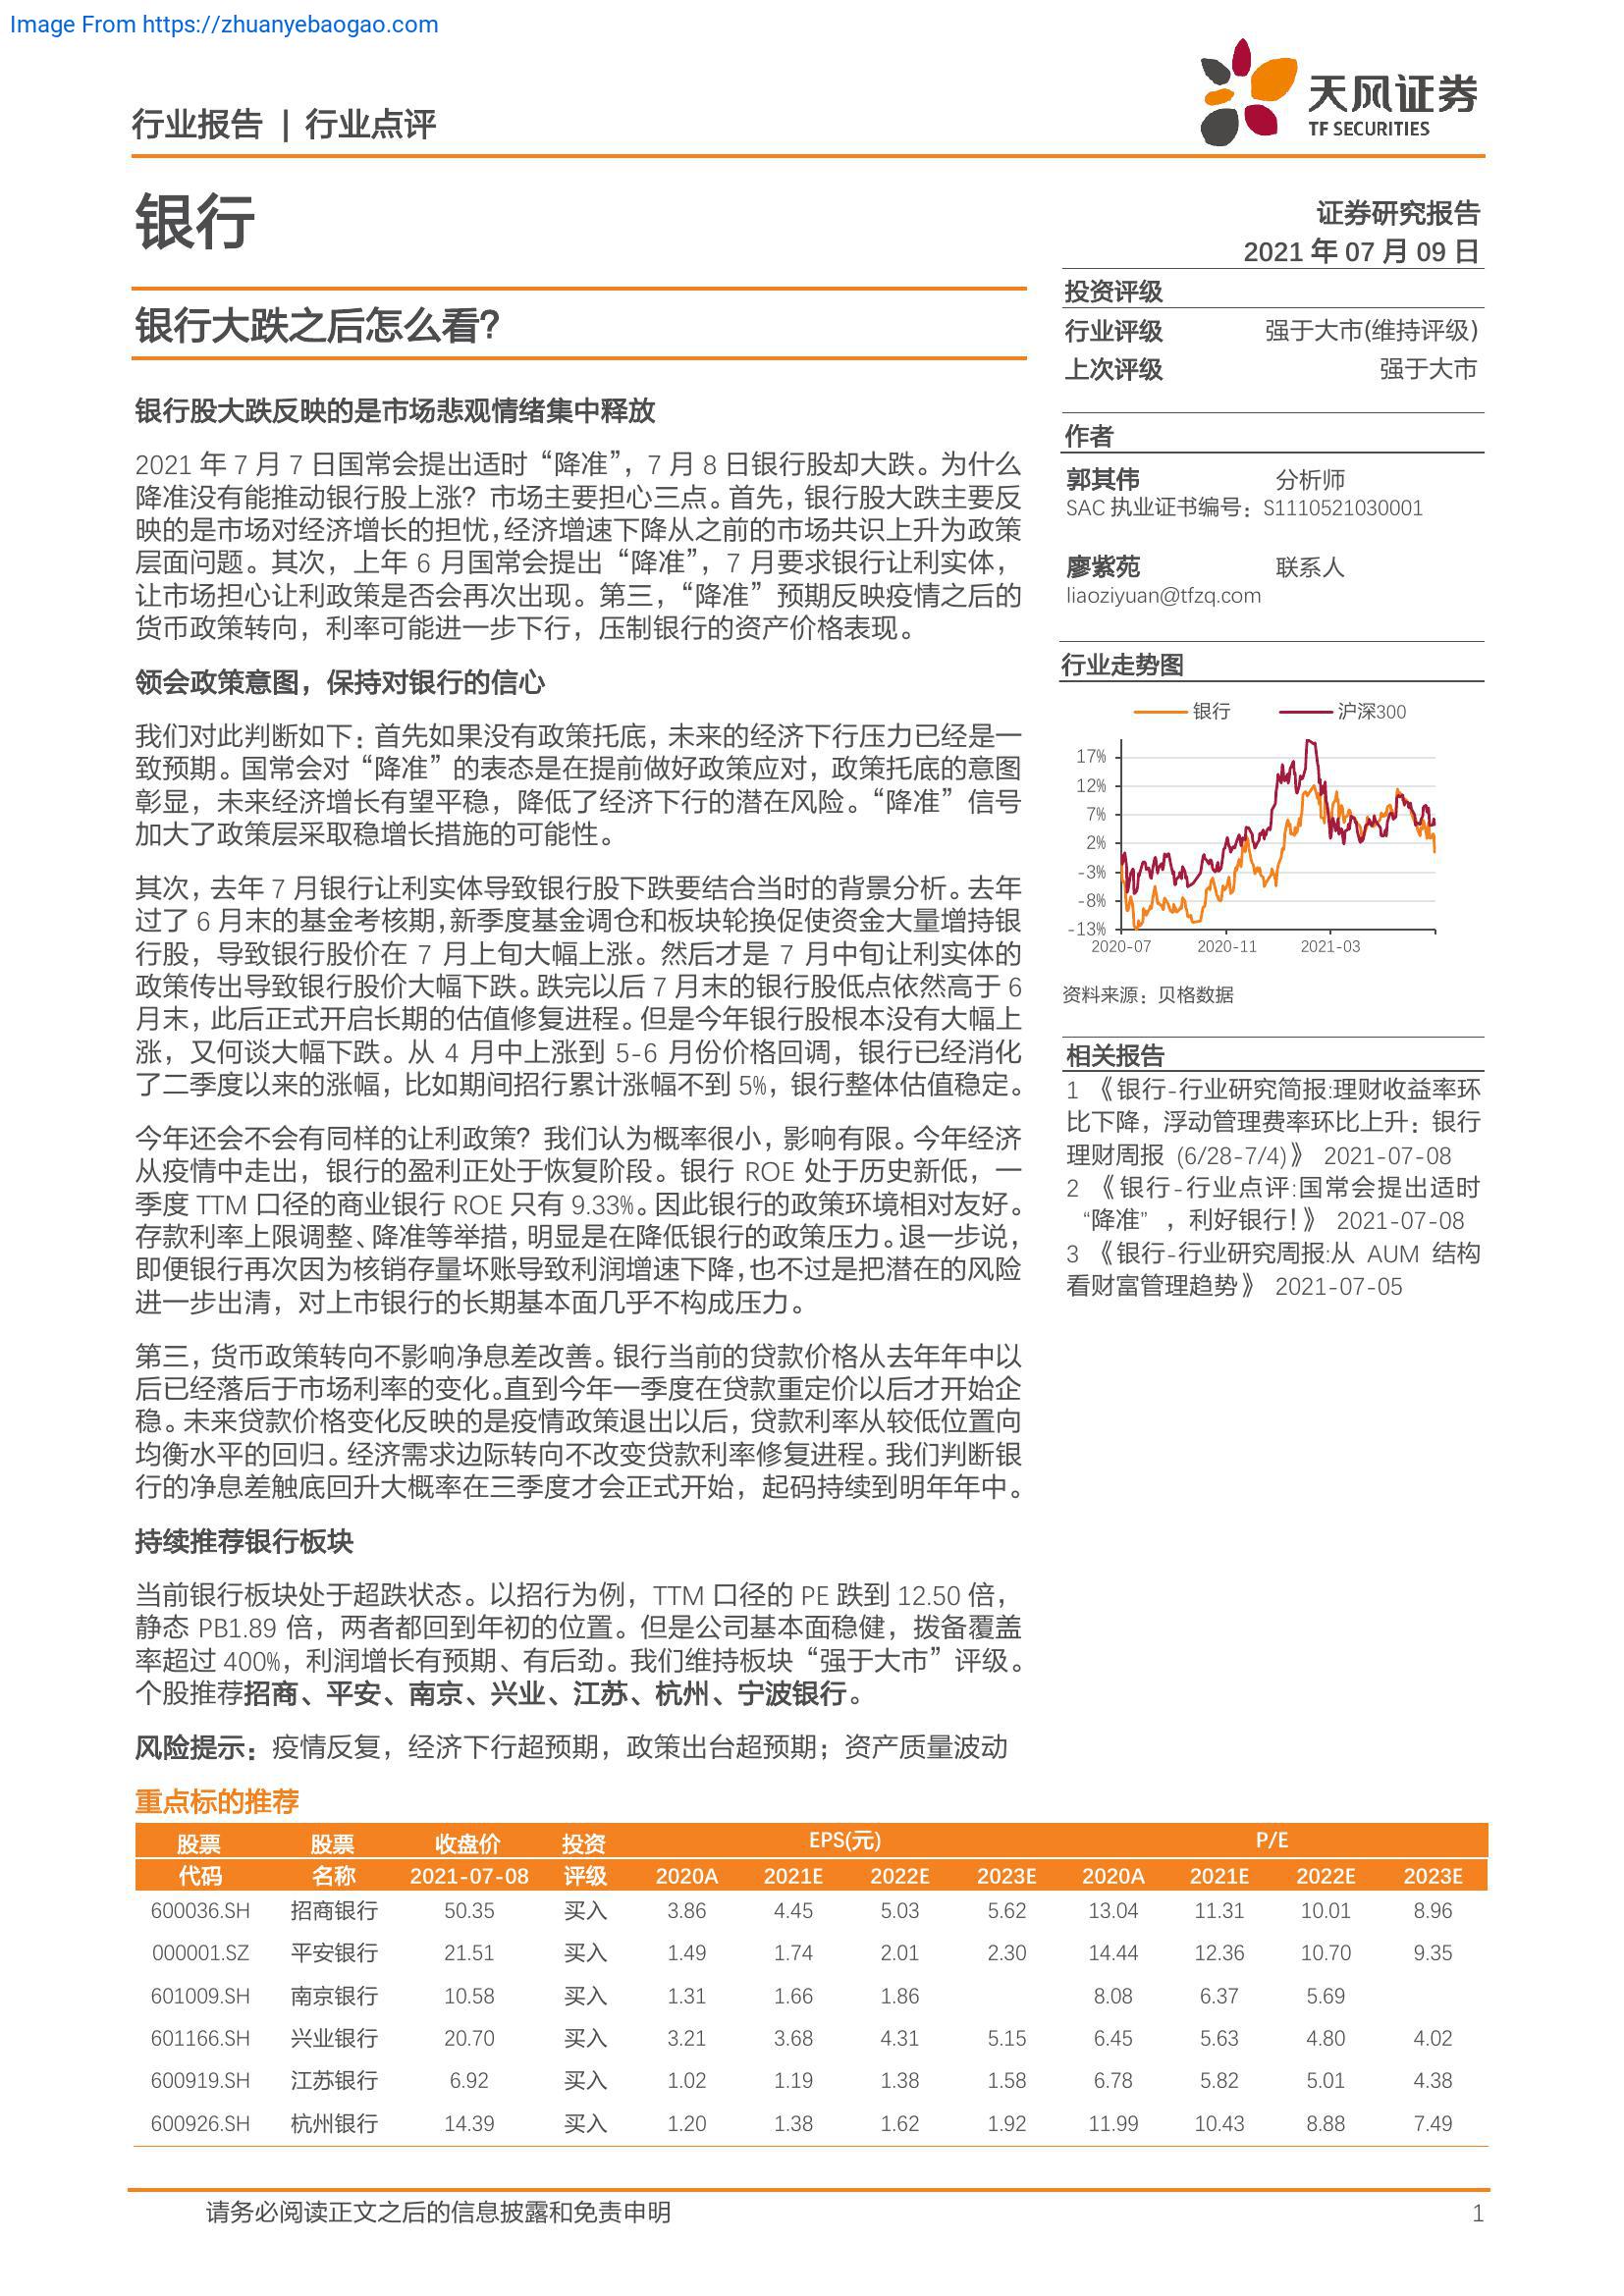 Image From https://zhuanyebaogao.com
行业报告 | 行业点评
天风证券
TF SECURITIES
银行
证券研究报告
2021 年 07 月 09 日
银行大跌之后怎么看？
银行股大跌反映的是市场悲观情绪集中释放
2021 年 7 月 7 日国常会提出适时“降准”，7 月 8 日银行股却大跌。为什么
降准没有能推动银行股上涨？市场主要担心三点。首先，银行股大跌主要反
映的是市场对经济增长的担忧，经济增速下降从之前的市场共识上升为政策
层面问题。其次，上年 6 月国常会提出“降准”，7 月要求银行让利实体，
让市场担心让利政策是否会再次出现。第三，“降准”预期反映疫情之后的
货币政策转向，利率可能进一步下行，压制银行的资产价格表现。
领会政策意图，保持对银行的信心
我们对此判断如下：首先如果没有政策托底，未来的经济下行压力已经是一
致预期。国常会对“降准”的表态是在提前做好政策应对，政策托底的意图
彰显，未来经济增长有望平稳，降低了经济下行的潜在风险。“降准”信号
加大了政策层采取稳增长措施的可能性。
其次，去年 7 月银行让利实体导致银行股下跌要结合当时的背景分析。去年
过了 6 月末的基金考核期，新季度基金调仓和板块轮换促使资金大量增持银
行股，导致银行股价在 7 月上旬大幅上涨。然后才是 7 月中旬让利实体的
政策传出导致银行股价大幅下跌。跌完以后 7 月末的银行股低点依然高于 6
月末，此后正式开启长期的估值修复进程。但是今年银行股根本没有大幅上
涨，又何谈大幅下跌。从 4 月中上涨到 5-6 月份价格回调，银行已经消化
了二季度以来的涨幅，比如期间招行累计涨幅不到 5%，银行整体估值稳定。
今年还会不会有同样的让利政策？我们认为概率很小，影响有限。今年经济
从疫情中走出，银行的盈利正处于恢复阶段。银行 ROE 处于历史新低，一
季度 TTM 口径的商业银行 ROE 只有 9.33%。因此银行的政策环境相对友好。
存款利率上限调整、降准等举措，明显是在降低银行的政策压力。退一步说，
即便银行再次因为核销存量坏账导致利润增速下降，也不过是把潜在的风险
进一步出清，对上市银行的长期基本面几乎不构成压力。
第三，货币政策转向不影响净息差改善。银行当前的贷款价格从去年年中以
后已经落后于市场利率的变化。直到今年一季度在贷款重定价以后才开始企
稳。未来贷款价格变化反映的是疫情政策退出以后，贷款利率从较低位置向
均衡水平的回归。经济需求边际转向不改变贷款利率修复进程。我们判断银
行的净息差触底回升大概率在三季度才会正式开始，起码持续到明年年中。
持续推荐银行板块
当前银行板块处于超跌状态。以招行为例，TTM 口径的 PE 跌到 12.50 倍，
静态 PB1.89 倍，两者都回到年初的位置。但是公司基本面稳健，拨备覆盖
率超过 400%，利润增长有预期、有后劲。我们维持板块“强于大市”评级。
个股推荐招商、平安、南京、兴业、江苏、杭州、宁波银行。
风险提示：疫情反复，经济下行超预期，政策出台超预期；资产质量波动
投资评级
行业评级 强于大市(维持评级)
上次评级 强于大市
作者
郭其伟 分析师
SAC 执业证书编号：S1110521030001
廖紫苑 联系人
liaoziyuan@tfzq.com
行业走势图
银行 沪深300
17%
12%
7%
2%
-3%
-8%
-13%
2020-07 2020-11 2021-03
资料来源：贝格数据
相关报告
1 《银行-行业研究简报:理财收益率环
比下降，浮动管理费率环比上升：银行
理财周报 (6/28-7/4)》 2021-07-08
2 《银行-行业点评:国常会提出适时
“降准”，利好银行！》 2021-07-08
3 《银行-行业研究周报:从 AUM 结构
看财富管理趋势》 2021-07-05
重点标的推荐
股票 股票 收盘价 投资 EPS(元) P/E
代码 名称 2021-07-08 评级 2020A 2021E 2022E 2023E 2020A 2021E 2022E 2023E
600036.SH 招商银行 50.35 买入 3.86 4.45 5.03 5.62 13.04 11.31 10.01 8.96
000001.SZ 平安银行 21.51 买入 1.49 1.74 2.01 2.30 14.44 12.36 10.70 9.35
601009.SH 南京银行 10.58 买入 1.31 1.66 1.86 8.08 6.37 5.69
601166.SH 兴业银行 20.70 买入 3.21 3.68 4.31 5.15 6.45 5.63 4.80 4.02
600919.SH 江苏银行 6.92 买入 1.02 1.19 1.38 1.58 6.78 5.82 5.01 4.38
600926.SH 杭州银行 14.39 买入 1.20 1.38 1.62 1.92 11.99 10.43 8.88 7.49
请务必阅读正文之后的信息披露和免责申明 1